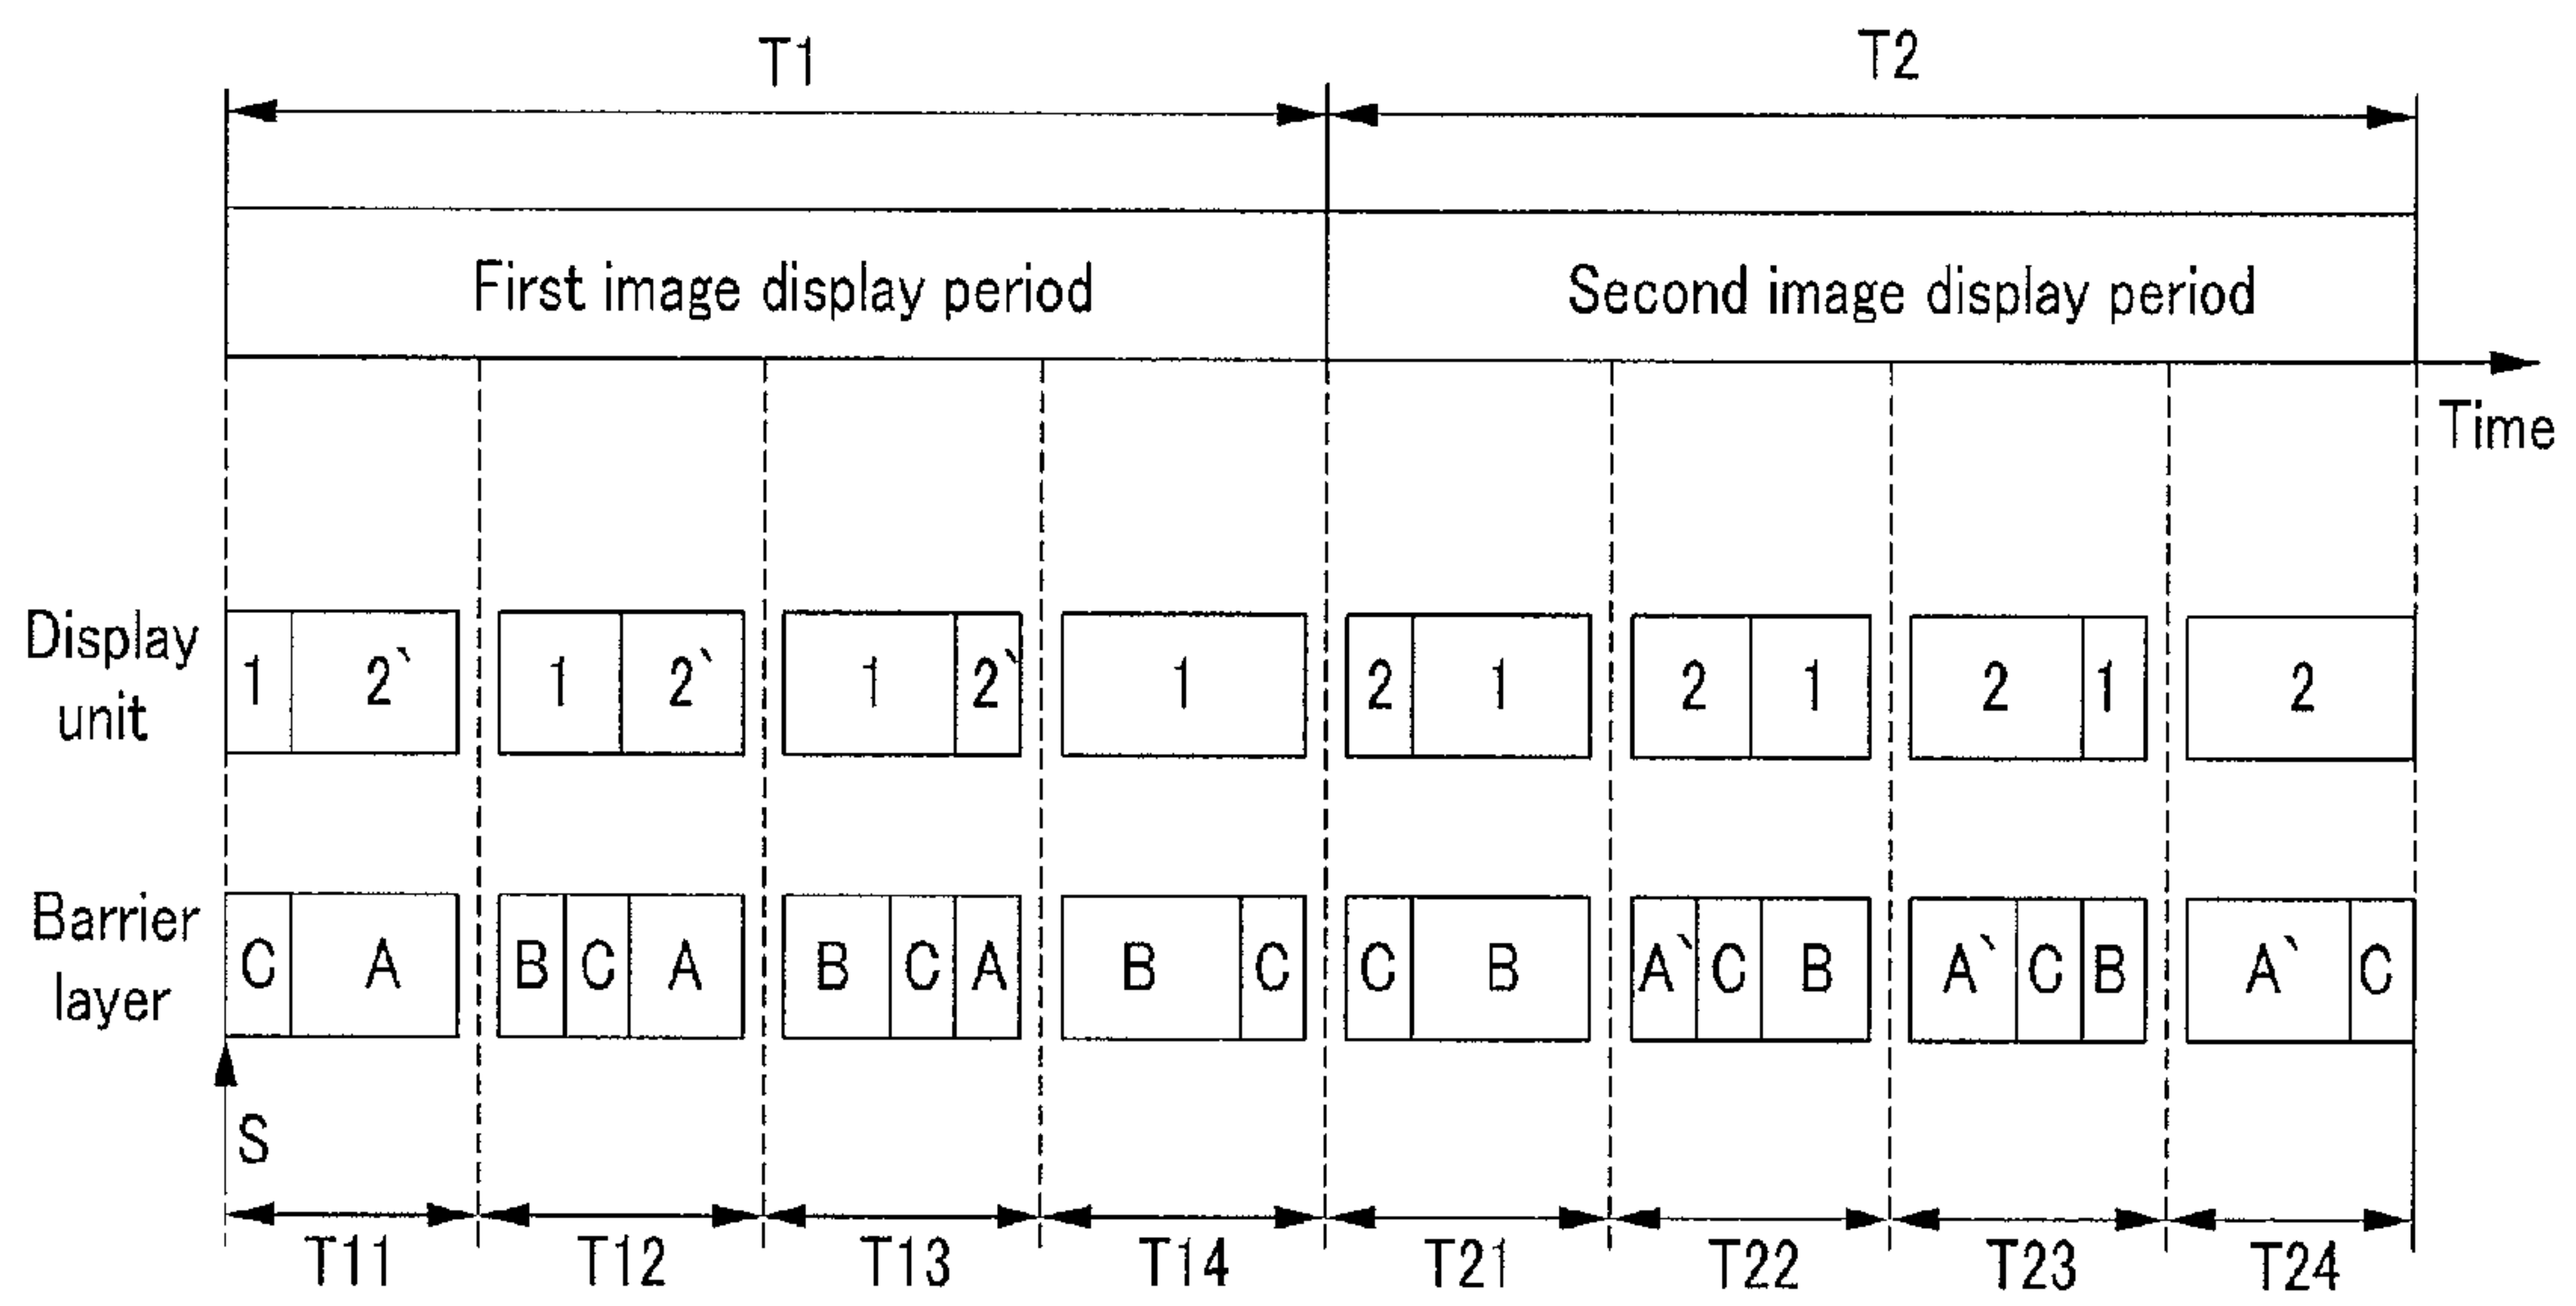 T1 T2
First image display period Second image display period
Time
Display unit
1 2` 1 2` 1 2` 1 2 1 2 1 2 1 2
Barrier layer
C A B C A B C A B C C B A` C B A` C B A` C
S
T11 T12 T13 T14 T21 T22 T23 T24